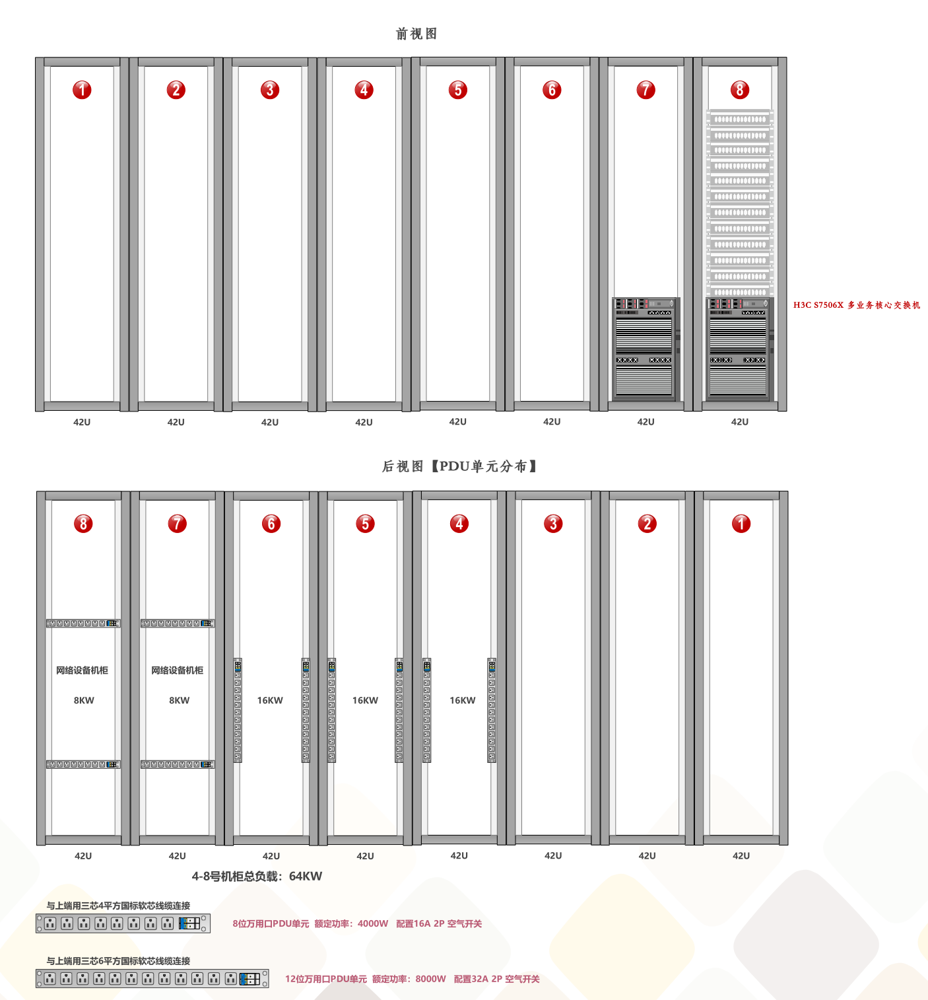 前视图
1 2 3 4 5 6 7 8
H3C S7506X 多业务核心交换机
42U 42U 42U 42U 42U 42U 42U 42U
后视图【PDU单元分布】
8 7 6 5 4 3 2 1
网络设备机柜 网络设备机柜
8KW 8KW 16KW 16KW 16KW
42U 42U 42U 42U 42U 42U 42U 42U
4-8号机柜总负载：64KW
与上端用三芯4平方国标软芯线缆连接
8位万用口PDU单元 额定功率：4000W 配置16A 2P 空气开关
与上端用三芯6平方国标软芯线缆连接
12位万用口PDU单元 额定功率：8000W 配置32A 2P 空气开关